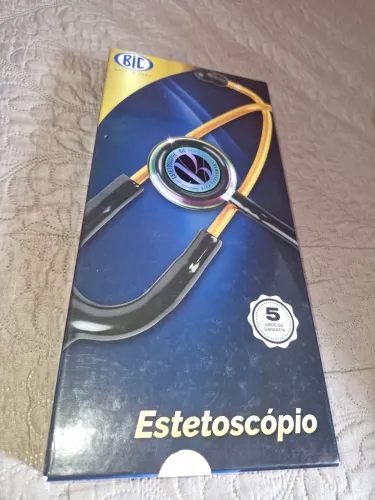 BIC
5
ANOS DE
GARANTIA
Estetoscópio